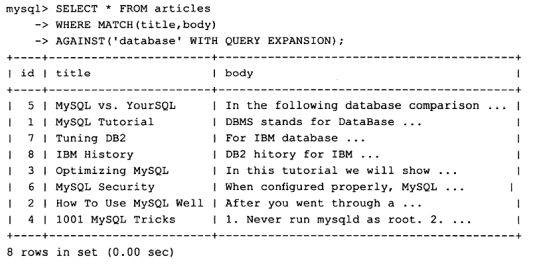 mysql> SELECT * FROM articles
    -> WHERE MATCH(title,body)
    -> AGAINST('database' WITH QUERY EXPANSION);
+----+-----------------------+------------------------------------------+
| id | title                 | body                                     |
+----+-----------------------+------------------------------------------+
|  5 | MySQL vs. YourSQL     | In the following database comparison ... |
|  1 | MySQL Tutorial        | DBMS stands for DataBase ...             |
|  7 | Tuning DB2            | For IBM database ...                     |
|  8 | IBM History           | DB2 hitory for IBM ...                   |
|  3 | Optimizing MySQL      | In this tutorial we will show ...        |
|  6 | MySQL Security        | When configured properly, MySQL ...      |
|  2 | How To Use MySQL Well | After you went through a ...             |
|  4 | 1001 MySQL Tricks     | 1. Never run mysqld as root. 2. ...      |
+----+-----------------------+------------------------------------------+
8 rows in set (0.00 sec)